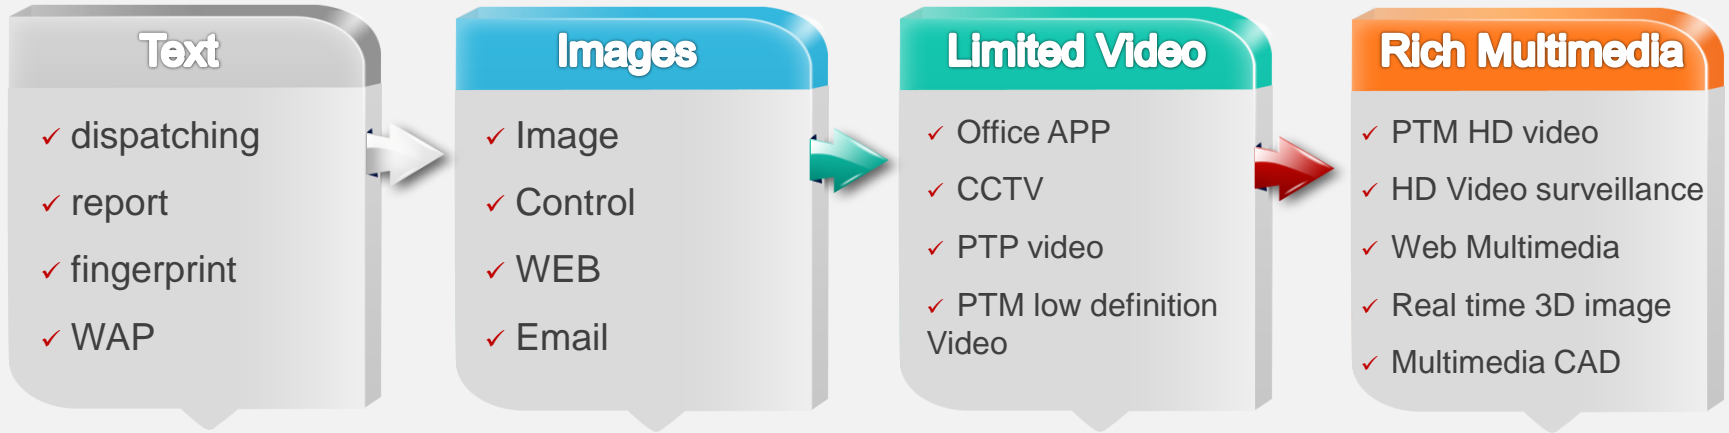 Text
dispatching
report
fingerprint
WAP
Images
Image
Control
WEB
Email
Limited Video
Office APP
CCTV
PTP video
PTM low definition
Video
Rich Multimedia
PTM HD video
HD Video surveillance
Web Multimedia
Real time 3D image
Multimedia CAD